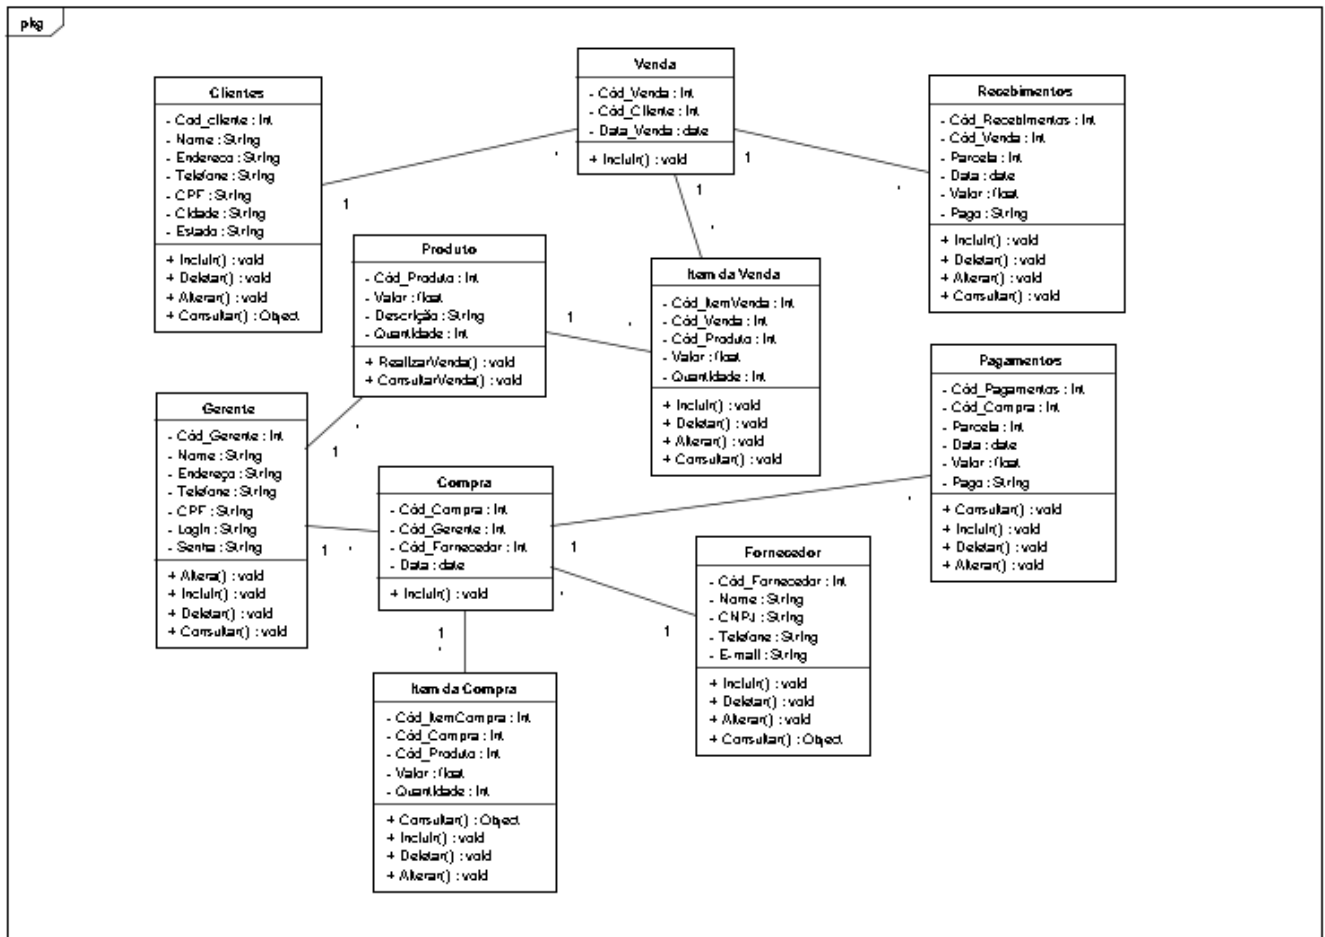 pkg
Venda
- Cód_Venda : int
- Cód_Cliente : int
- Data_Venda : date
+ Incluir() : void
Clientes
- Cod_cliente : int
- Name : String
- Endereco : String
- Telefone : String
- CPF : String
- Cidade : String
- Estado : String
+ Incluir() : void
+ Deletar() : void
+ Alterar() : void
+ Consultar() : Object
Recebimentos
- Cód_Recebimentos : int
- Cód_Venda : int
- Parcela : int
- Data : date
- Valor : float
- Pago : String
+ Incluir() : void
+ Deletar() : void
+ Alterar() : void
+ Consultar() : void
*
1
1
*
1
*
Produto
- Cód_Produto : int
- Valor : float
- Descrição : String
- Quantidade : int
+ RealizarVenda() : void
+ ConsultarVenda() : void
1
*
Item da Venda
- Cód_ItemVenda : int
- Cód_Venda : int
- Cód_Produto : int
- Valor : float
- Quantidade : int
+ Incluir() : void
+ Deletar() : void
+ Alterar() : void
+ Consultar() : void
Pagamentos
- Cód_Pagamentos : int
- Cód_Compra : int
- Parcela : int
- Data : date
- Valor : float
- Pago : String
+ Consultar() : void
+ Incluir() : void
+ Deletar() : void
+ Alterar() : void
Gerente
- Cód_Gerente : int
- Name : String
- Endereço : String
- Telefone : String
- CPF : String
- Login : String
- Senha : String
+ Altera() : void
+ Incluir() : void
+ Deletar() : void
+ Consultar() : void
*
1
1
*
Compra
- Cód_Compra : int
- Cód_Gerente : int
- Cód_Fornecedor : int
- Data : date
+ Incluir() : void
*
1
*
1
1
*
Fornecedor
- Cód_Fornecedor : int
- Name : String
- CNPJ : String
- Telefone : String
- E-mail : String
+ Incluir() : void
+ Deletar() : void
+ Alterar() : void
+ Consultar() : Object
Item da Compra
- Cód_ItemCompra : int
- Cód_Compra : int
- Cód_Produto : int
- Valor : float
- Quantidade : int
+ Consultar() : Object
+ Incluir() : void
+ Deletar() : void
+ Alterar() : void